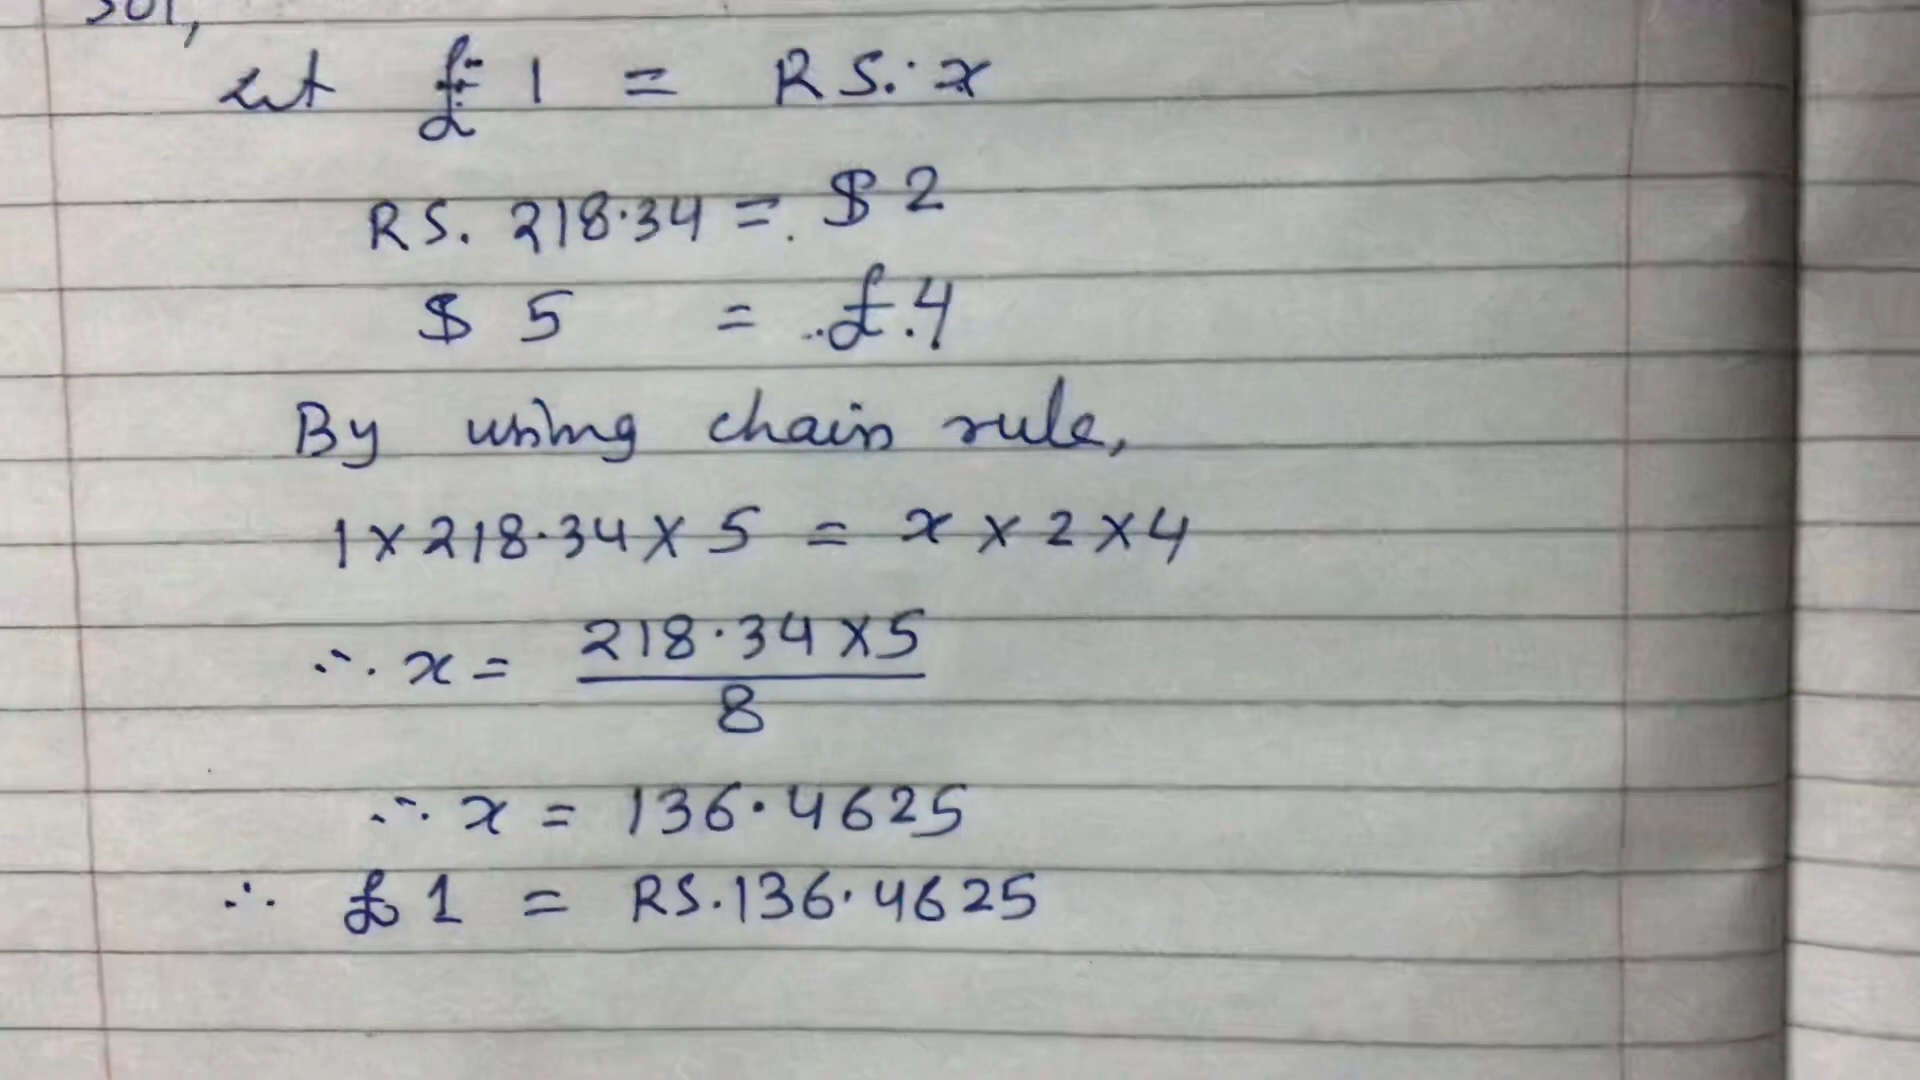 Sol,
Let £ 1 = RS. x
RS. 218.34 = $ 2
$ 5 = £.4
By using chain rule,
1 x 218.34 x 5 = x x 2 x 4
∴ x = 218.34 x 5
8
∴ x = 136.4625
∴ £ 1 = RS.136.4625